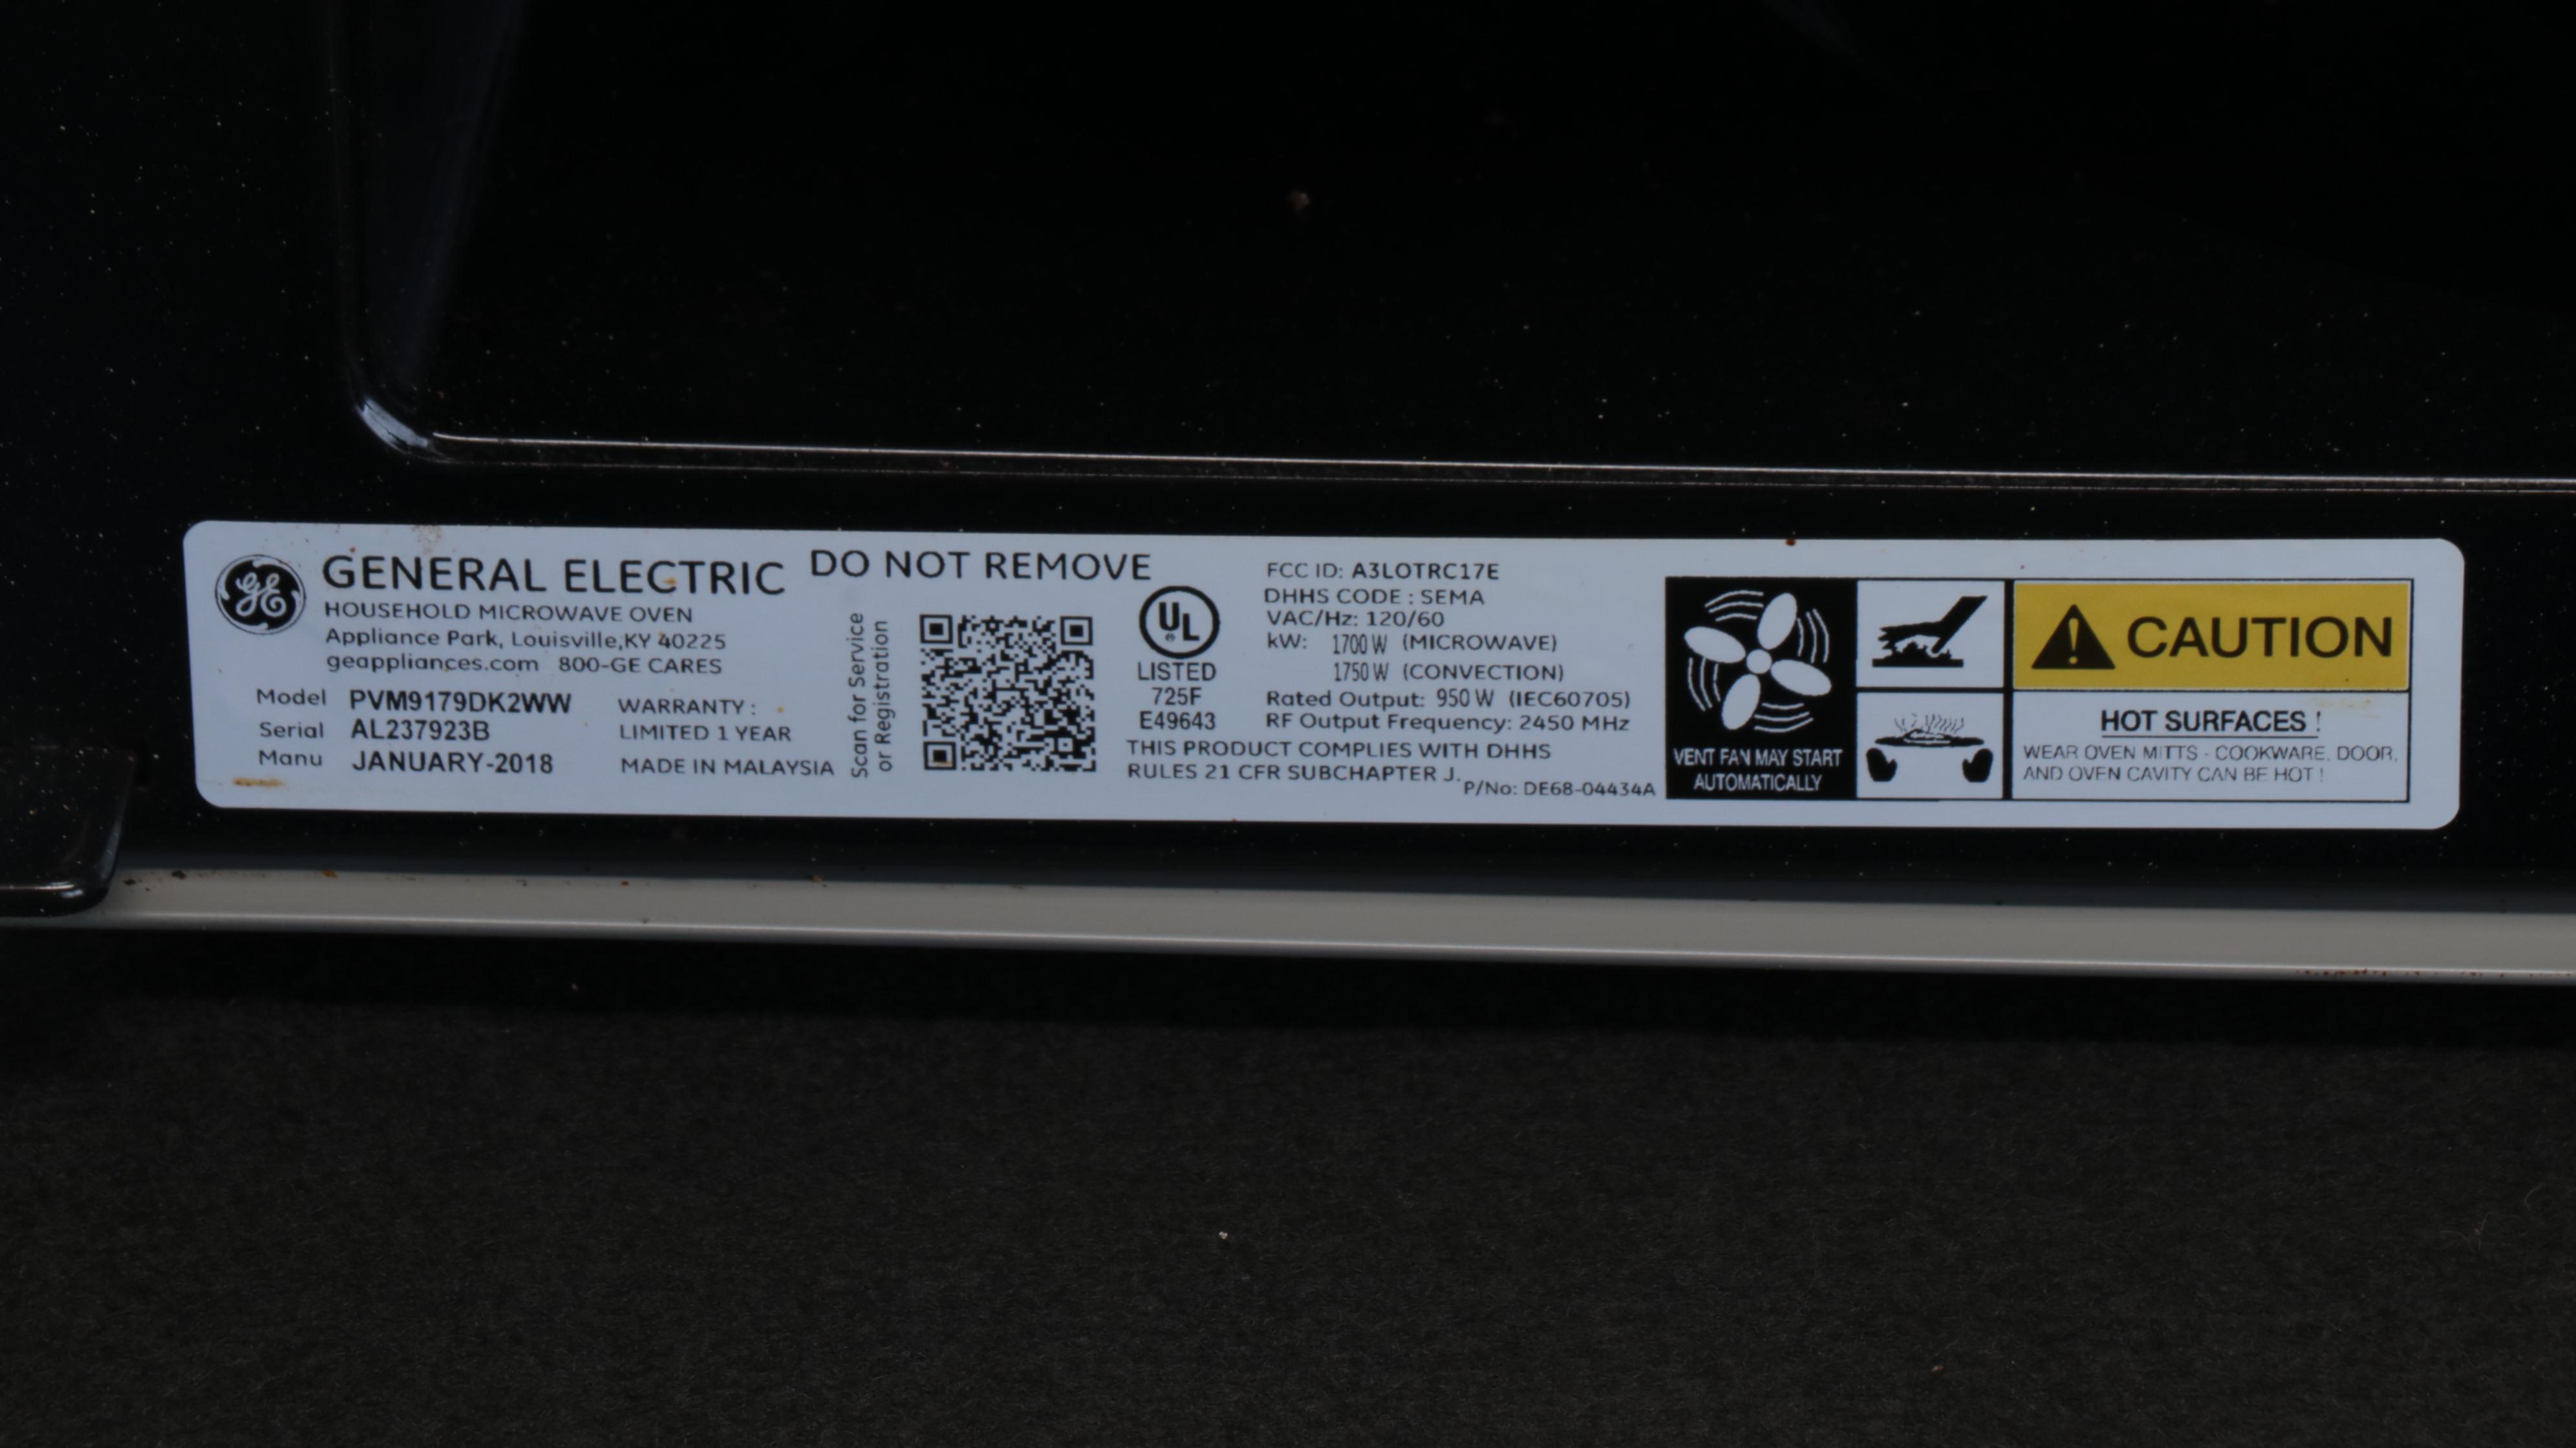 GE
GENERAL ELECTRIC
HOUSEHOLD MICROWAVE OVEN
Appliance Park, Louisville,KY 40225
geappliances.com 800-GE CARES
Model PVM9179DK2WW
Serial AL237923B
Manu JANUARY-2018
WARRANTY :
LIMITED 1 YEAR
MADE IN MALAYSIA
DO NOT REMOVE
Scan for Service
or Registration
UL
®
LISTED
725F
E49643
FCC ID: A3LOTRC17E
DHHS CODE : SEMA
VAC/Hz: 120/60
kW: 1700 W (MICROWAVE)
1750 W (CONVECTION)
Rated Output: 950 W (IEC60705)
RF Output Frequency: 2450 MHz
THIS PRODUCT COMPLIES WITH DHHS
RULES 21 CFR SUBCHAPTER J.
P/No: DE68-04434A
VENT FAN MAY START
AUTOMATICALLY
CAUTION
HOT SURFACES !
WEAR OVEN MITTS - COOKWARE, DOOR,
AND OVEN CAVITY CAN BE HOT !